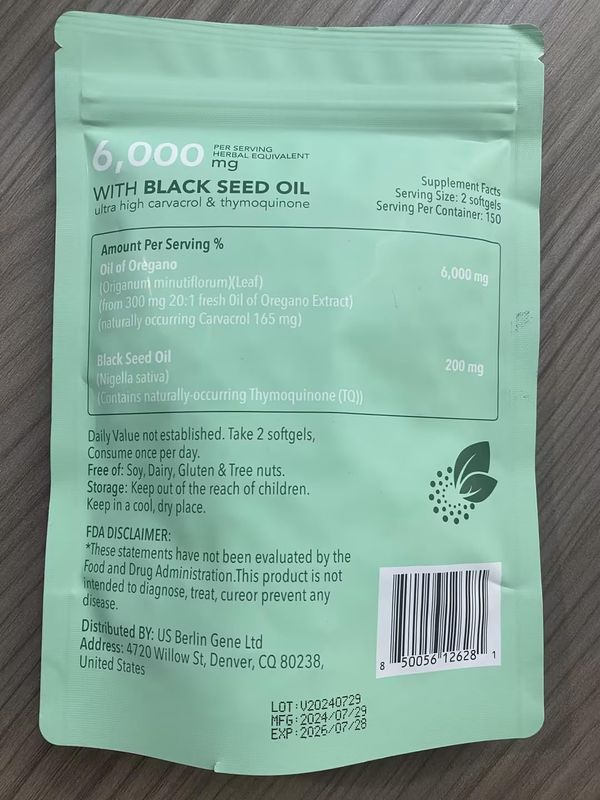 6,000 mg PER SERVING
HERBAL EQUIVALENT
WITH BLACK SEED OIL
ultra high carvacrol & thymoquinone
Supplement Facts
Serving Size: 2 softgels
Serving Per Container: 150
Amount Per Serving %
Oil of Oregano 6,000 mg
(Origanum minutiflorum)(Leaf)
(from 300 mg 20:1 fresh Oil of Oregano Extract)
(naturally occurring Carvacrol 165 mg)
Black Seed Oil 200 mg
(Nigella sativa)
(Contains naturally-occurring Thymoquinone (TQ))
Daily Value not established. Take 2 softgels,
Consume once per day.
Free of: Soy, Dairy, Gluten & Tree nuts.
Storage: Keep out of the reach of children.
Keep in a cool, dry place.
FDA DISCLAIMER:
*These statements have not been evaluated by the
Food and Drug Administration.This product is not
intended to diagnose, treat, cureor prevent any
disease.
Distributed BY: US Berlin Gene Ltd
Address: 4720 Willow St, Denver, CQ 80238,
United States
8 50056 12628 1
LOT:V20240729
MFG:2024/07/29
EXP:2026/07/28